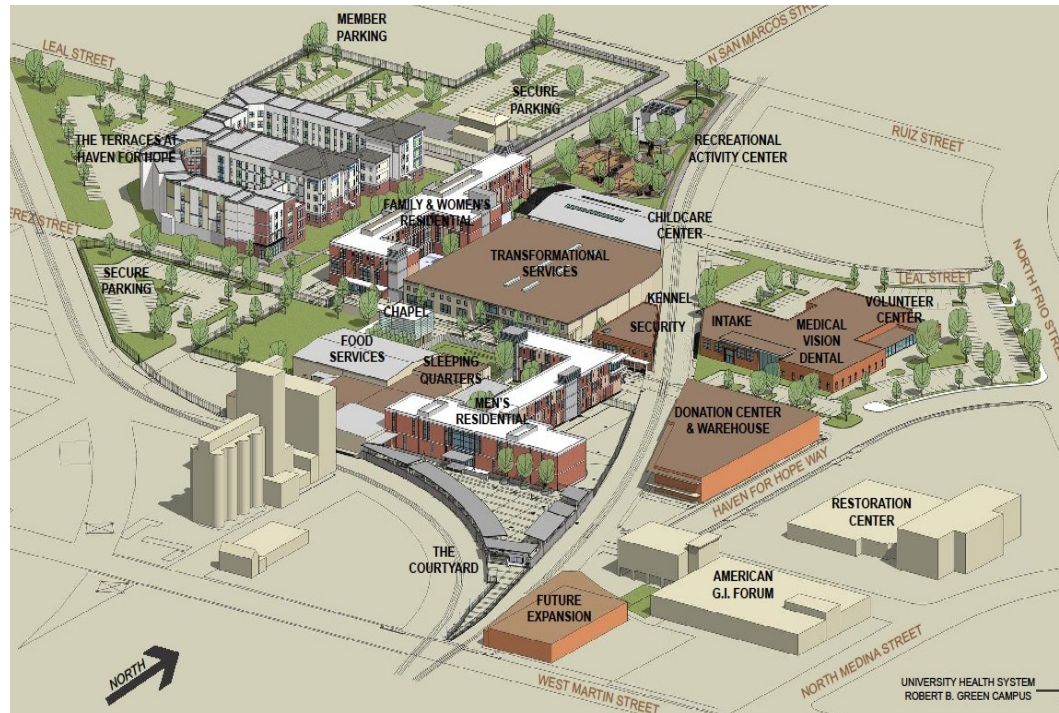 MEMBER
PARKING
LEAL STREET
N SAN MARCOS STREET
SECURE
PARKING
THE TERRACES AT
HAVEN FOR HOPE
RECREATIONAL
ACTIVITY CENTER
RUIZ STREET
FAMILY & WOMEN'S
RESIDENTIAL
CHILDCARE
CENTER
TRANSFORMATIONAL
SERVICES
EREZ STREET
SECURE
PARKING
LEAL STREET
NORTH FRIO
KENNEL
SECURITY
INTAKE
MEDICAL
VISION
DENTAL
VOLUNTEER
CENTER
CHAPEL
FOOD
SERVICES
SLEEPING
QUARTERS
MEN'S
RESIDENTIAL
DONATION CENTER
& WAREHOUSE
HAVEN FOR HOPE WAY
RESTORATION
CENTER
THE
COURTYARD
AMERICAN
G.I. FORUM
FUTURE
EXPANSION
NORTH
WEST MARTIN STREET
NORTH MEDINA STREET
UNIVERSITY HEALTH SYSTEM
ROBERT B. GREEN CAMPUS